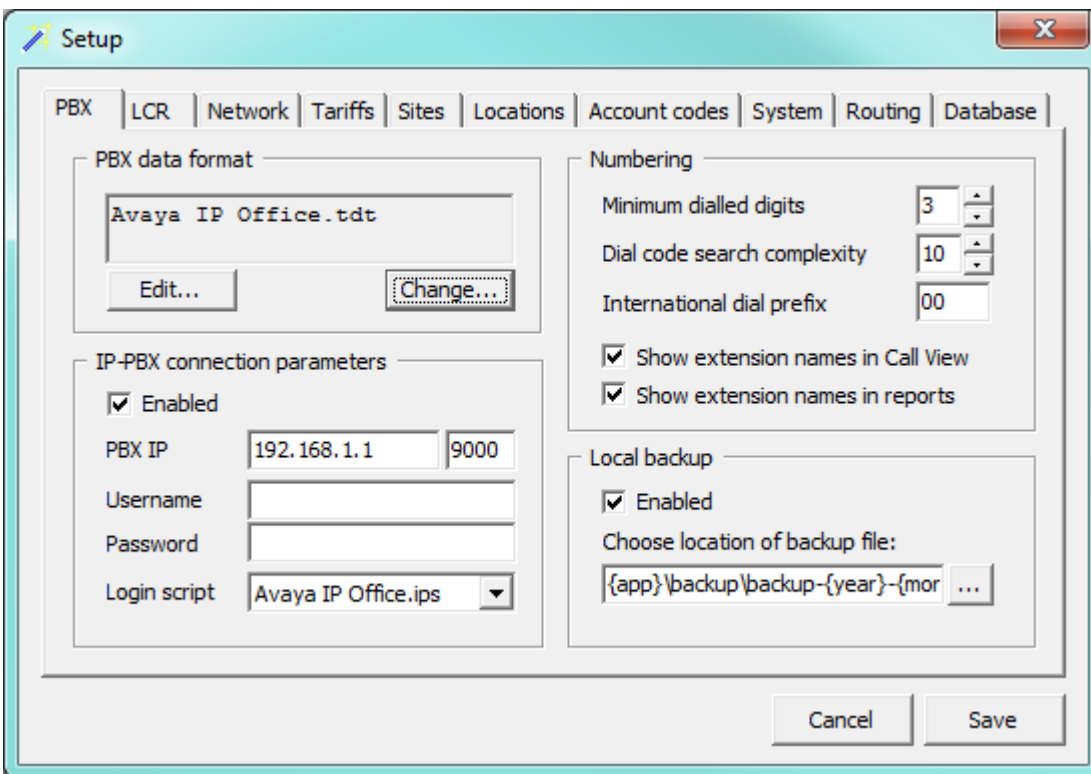 Setup
PBX LCR Network Tariffs Sites Locations Account codes System Routing Database
PBX data format
Avaya IP Office.tdt
Edit... Change...
IP-PBX connection parameters
Enabled
PBX IP 192.168.1.1 9000
Username
Password
Login script Avaya IP Office.ips
Numbering
Minimum dialled digits 3
Dial code search complexity 10
International dial prefix 00
Show extension names in Call View
Show extension names in reports
Local backup
Enabled
Choose location of backup file:
{app}\backup\backup-{year}-{mor ...
Cancel Save